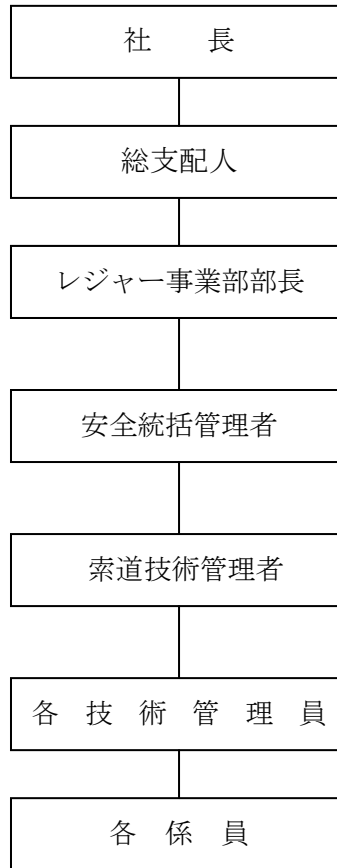 社　　長
総支配人
レジャー事業部部長
安全統括管理者
索道技術管理者
各　技　術　管　理　員
各　係　員